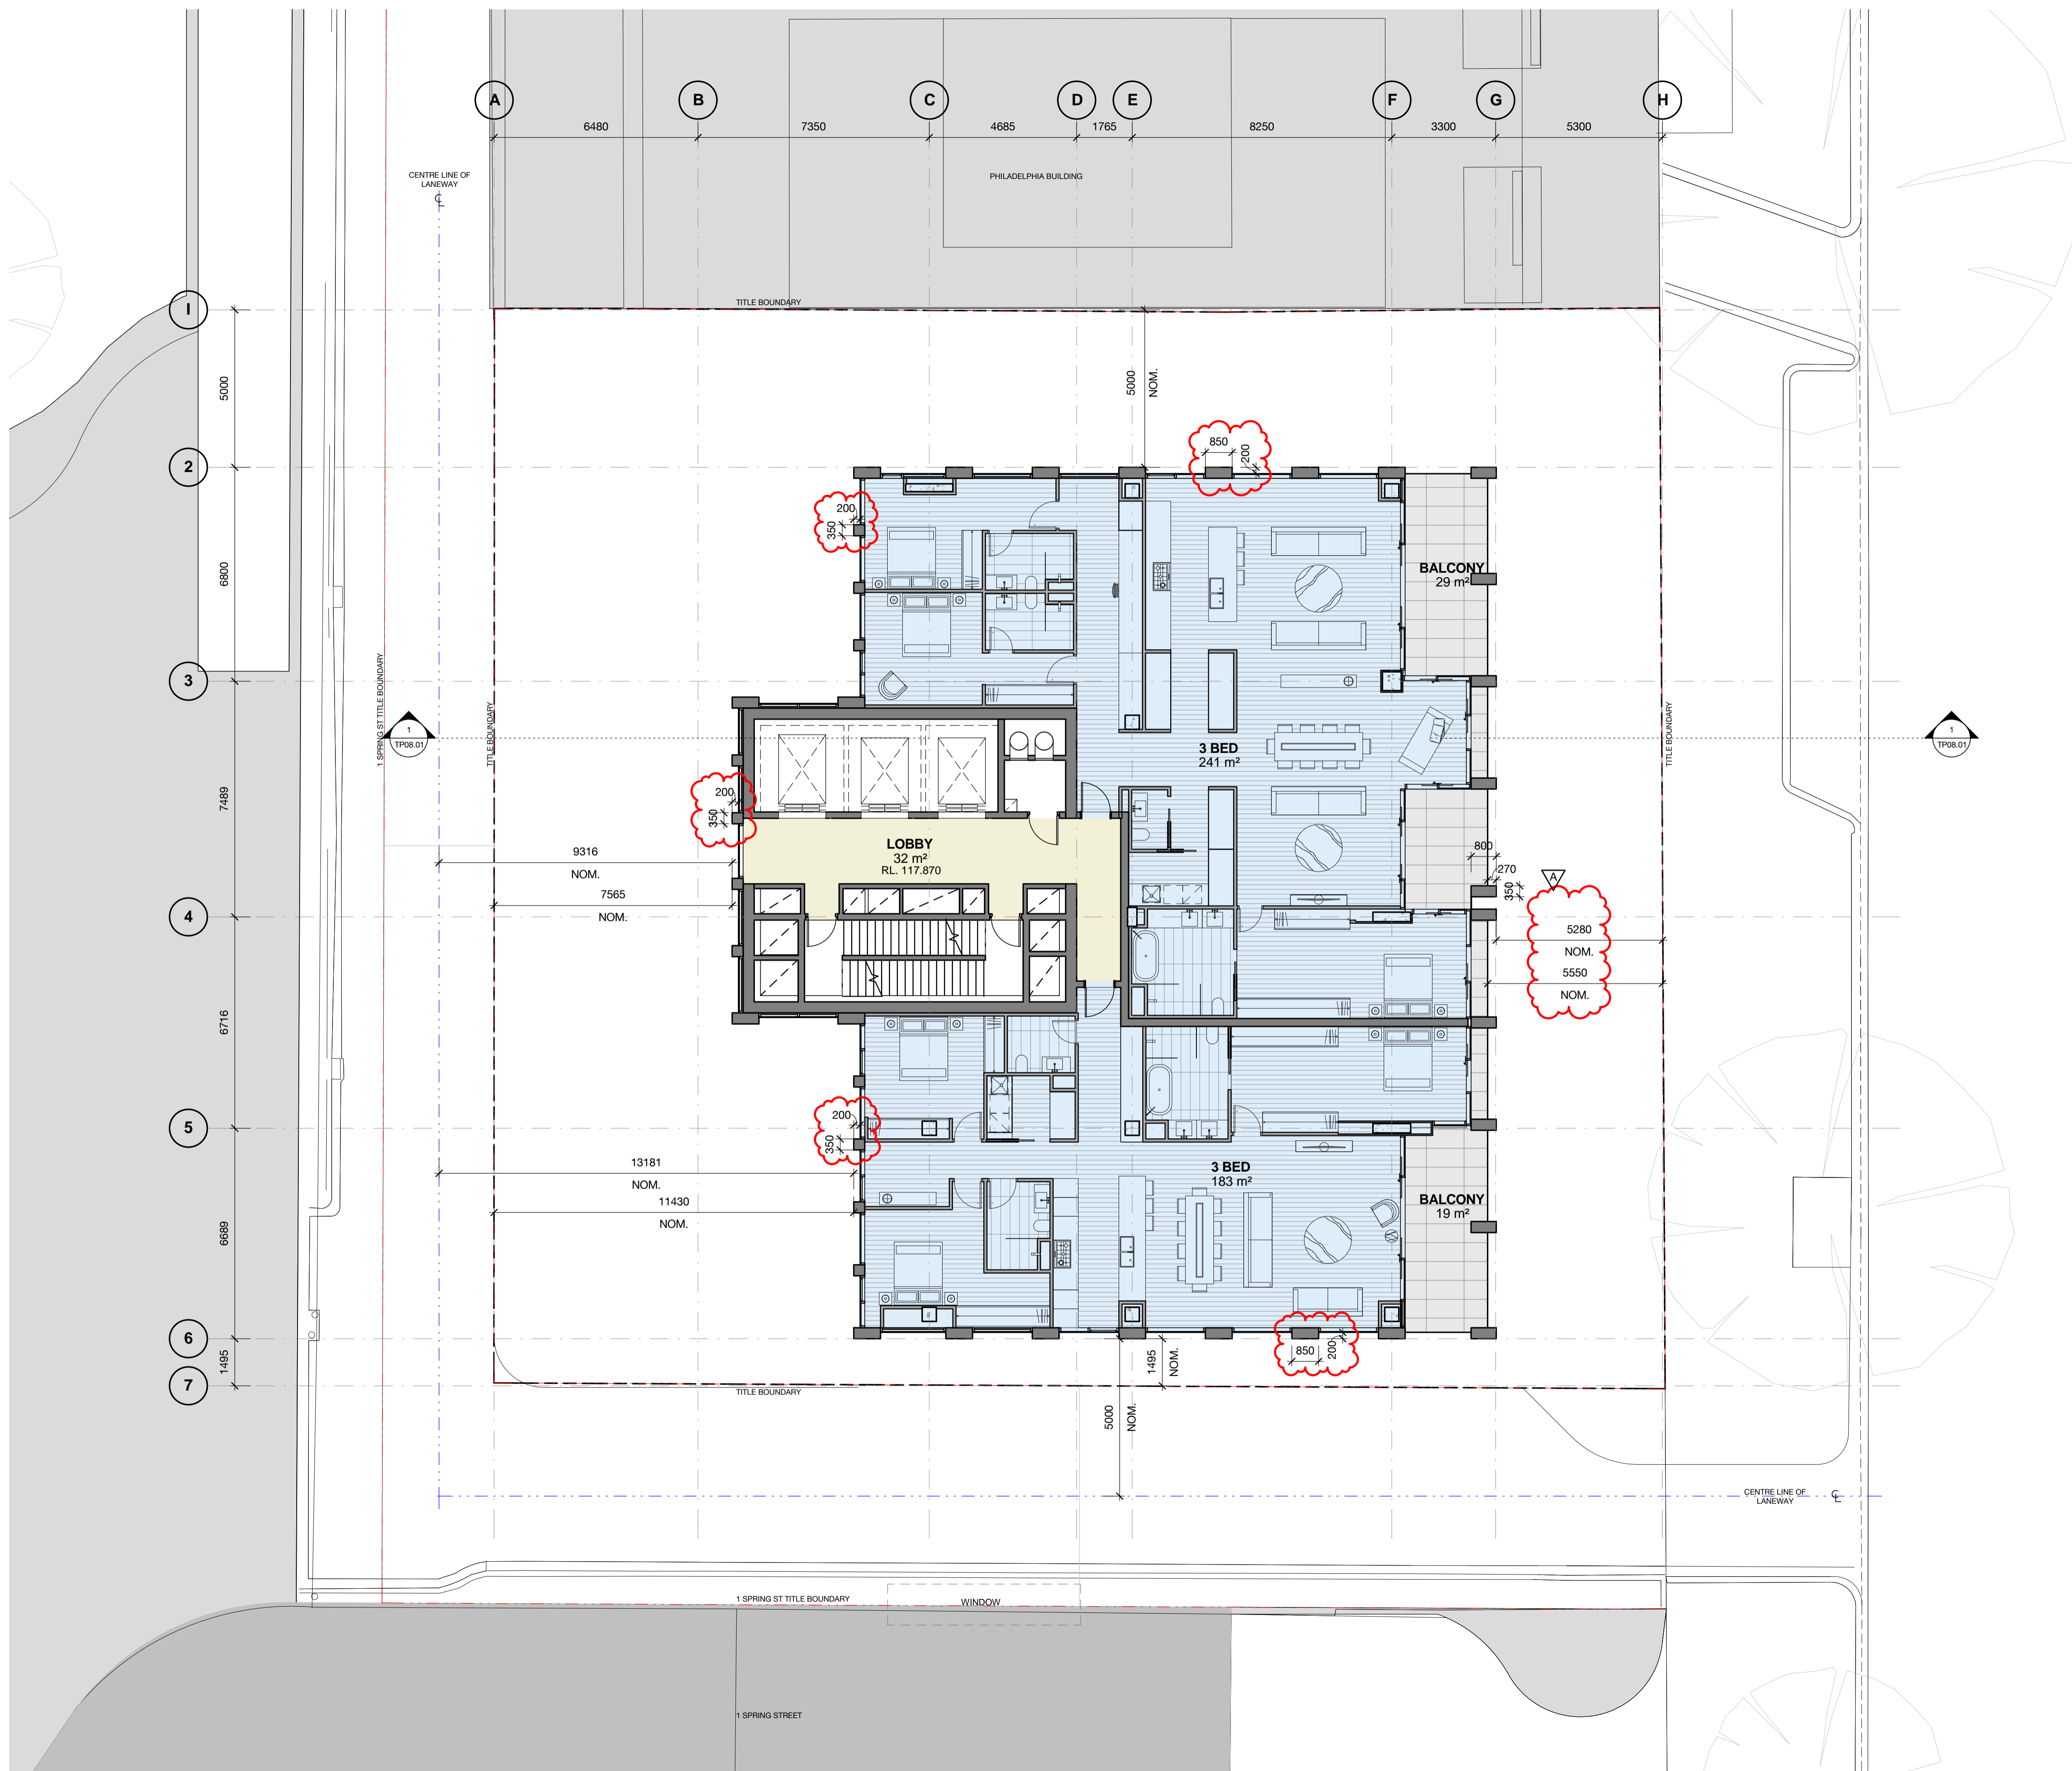 A B C D E F G H
6480 7350 4685 1765 8250 3300 5300
CENTRE LINE OF
LANEWAY
℄
PHILADELPHIA BUILDING
TITLE BOUNDARY
I
5000
5000
NOM.
2
850
200
200
350
6800
BALCONY
29 m²
3
1 SPRING ST TITLE BOUNDARY
TITLE BOUNDARY
TITLE BOUNDARY
1
TP08.01
1
TP08.01
3 BED
241 m²
7489
200
350
LOBBY
32 m²
RL. 117.870
9316
NOM.
7565
NOM.
800
270
350
A
4
5280
NOM.
5550
NOM.
6716
200
350
5
13181
NOM.
11430
NOM.
3 BED
183 m²
BALCONY
19 m²
6689
6
1495
1495
NOM.
850
200
7
TITLE BOUNDARY
5000
NOM.
CENTRE LINE OF
LANEWAY
℄
1 SPRING ST TITLE BOUNDARY
WINDOW
1 SPRING STREET